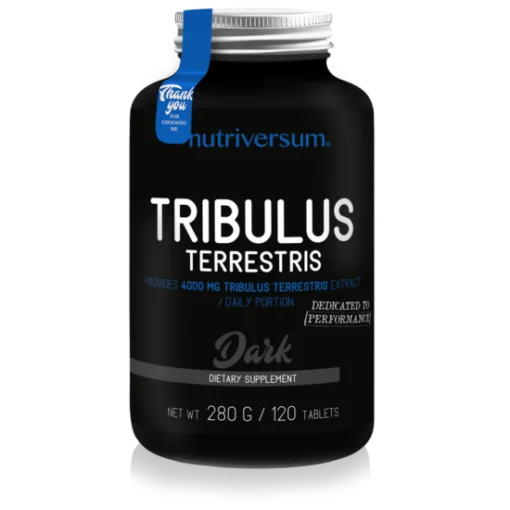 Thank
you
FOR
CHOOSING
ME
nutriversum®
TRIBULUS
TERRESTRIS
PROVIDES 4000 MG TRIBULUS TERRESTRIS EXTRACT
/ DAILY PORTION
DEDICATED TO
[PERFORMANCE]
Dark
DIETARY SUPPLEMENT
NET WT 280 G / 120 TABLETS